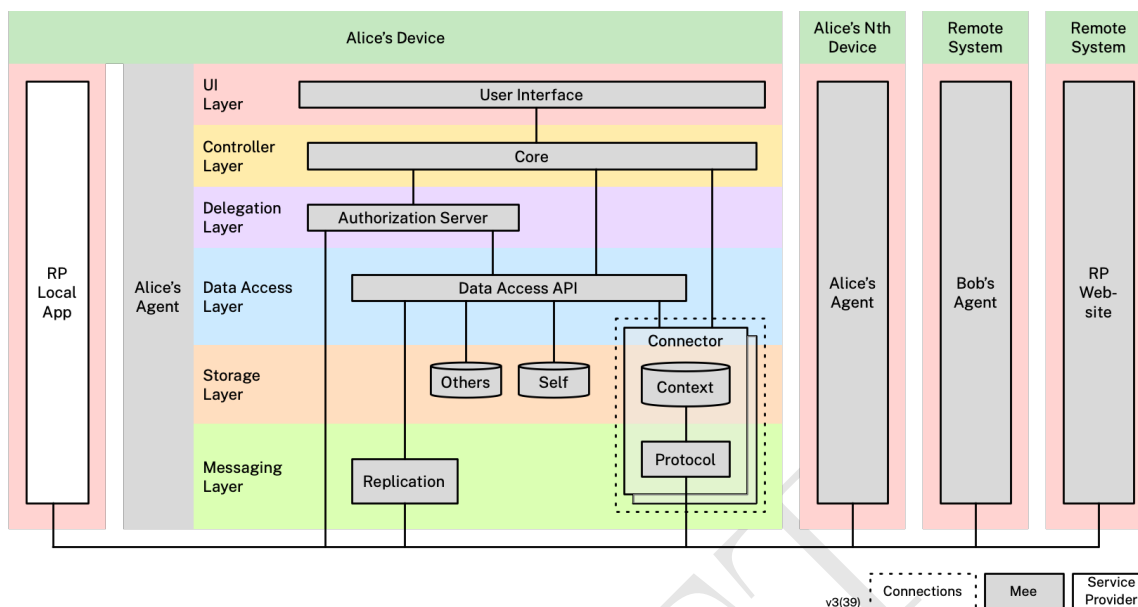 Alice's Device
Alice's Nth
Device
Remote
System
Remote
System
UI
Layer
User Interface
Controller
Layer
Core
Delegation
Layer
Authorization Server
RP
Local
App
Alice's
Agent
Data Access
Layer
Data Access API
Alice's
Agent
Bob's
Agent
RP
Web-
site
Connector
Storage
Layer
Others
Self
Context
Messaging
Layer
Replication
Protocol
v3(39)
Connections
Mee
Service
Provider